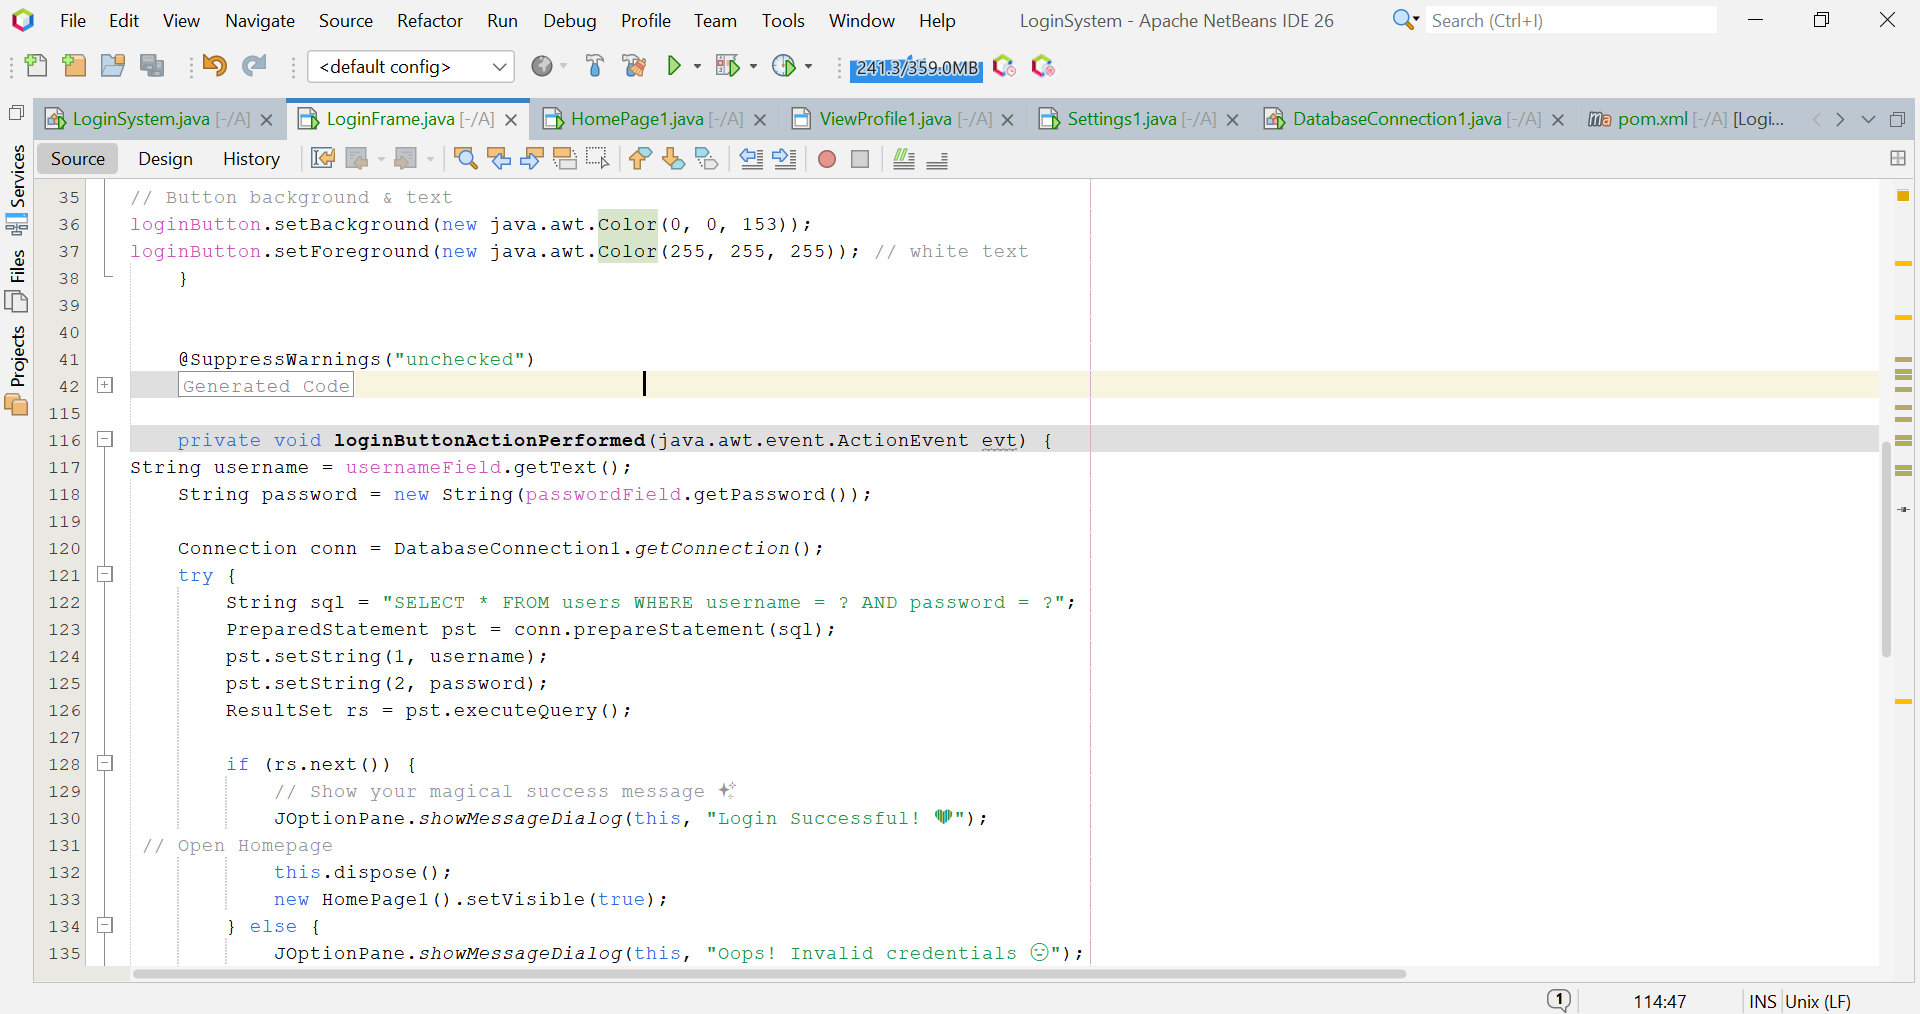 File Edit View Navigate Source Refactor Run Debug Profile Team Tools Window Help LoginSystem - Apache NetBeans IDE 26 Search (Ctrl+I)
<default config> 241.3/359.0MB
LoginSystem.java [-/A] LoginFrame.java [-/A] HomePage1.java [-/A] ViewProfile1.java [-/A] Settings1.java [-/A] DatabaseConnection1.java [-/A] pom.xml [-/A] [Logi...
Source Design History
Services
Files
Projects
35 // Button background & text
36 loginButton.setBackground(new java.awt.Color(0, 0, 153));
37 loginButton.setForeground(new java.awt.Color(255, 255, 255)); // white text
38 }
39
40
41 @SuppressWarnings("unchecked")
42 Generated Code
115
116 private void loginButtonActionPerformed(java.awt.event.ActionEvent evt) {
117 String username = usernameField.getText();
118 String password = new String(passwordField.getPassword());
119
120 Connection conn = DatabaseConnection1.getConnection();
121 try {
122 String sql = "SELECT * FROM users WHERE username = ? AND password = ?";
123 PreparedStatement pst = conn.prepareStatement(sql);
124 pst.setString(1, username);
125 pst.setString(2, password);
126 ResultSet rs = pst.executeQuery();
127
128 if (rs.next()) {
129 // Show your magical success message ✨
130 JOptionPane.showMessageDialog(this, "Login Successful! 💚");
131 // Open Homepage
132 this.dispose();
133 new HomePage1().setVisible(true);
134 } else {
135 JOptionPane.showMessageDialog(this, "Oops! Invalid credentials 😔");
1 114:47 INS Unix (LF)